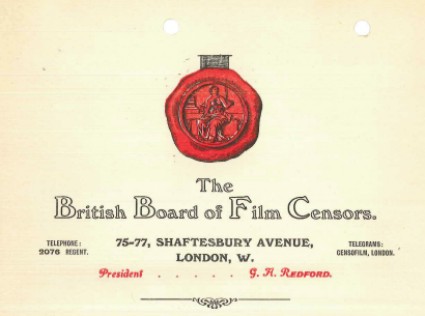 The
British Board of Film Censors.
TELEPHONE:
2076 REGENT.
75-77, SHAFTESBURY AVENUE,
LONDON, W.
TELEGRAMS:
CENSOFILM, LONDON.
President . . . . . G. A. REDFORD.